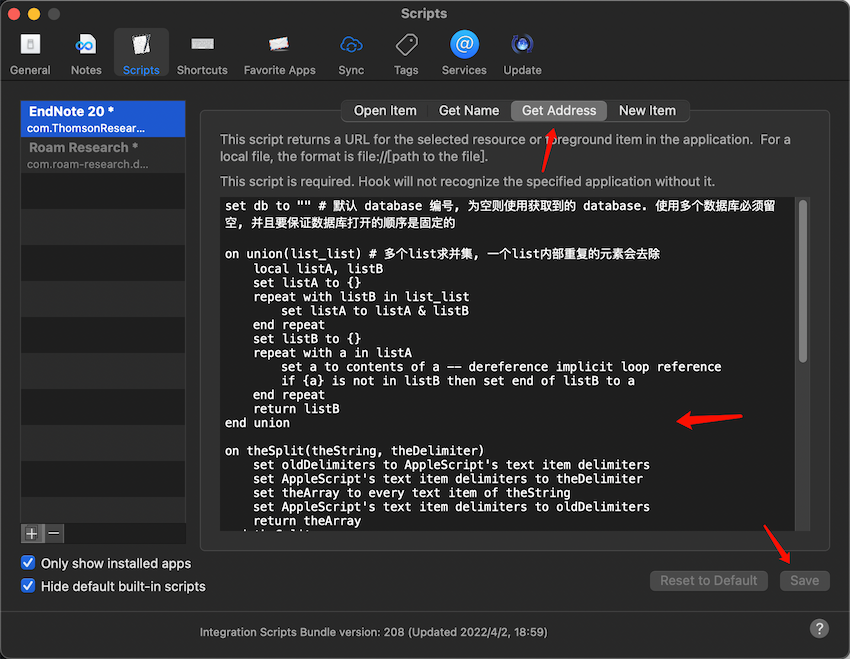 Scripts
General Notes Scripts Shortcuts Favorite Apps Sync Tags Services Update
EndNote 20 *
com.ThomsonResear...
Roam Research *
com.roam-research.d...
Open Item Get Name Get Address New Item
This script returns a URL for the selected resource or foreground item in the application.  For a
local file, the format is file://[path to the file].
This script is required. Hook will not recognize the specified application without it.
set db to "" # 默认 database 编号, 为空则使用获取到的 database. 使用多个数据库必须留
空, 并且要保证数据库打开的顺序是固定的
on union(list_list) # 多个list求并集, 一个list内部重复的元素会去除
    local listA, listB
    set listA to {}
    repeat with listB in list_list
        set listA to listA & listB
    end repeat
    set listB to {}
    repeat with a in listA
        set a to contents of a -- dereference implicit loop reference
        if {a} is not in listB then set end of listB to a
    end repeat
    return listB
end union
on theSplit(theString, theDelimiter)
    set oldDelimiters to AppleScript's text item delimiters
    set AppleScript's text item delimiters to theDelimiter
    set theArray to every text item of theString
    set AppleScript's text item delimiters to oldDelimiters
    return theArray
Only show installed apps
Hide default built-in scripts
Reset to Default Save
Integration Scripts Bundle version: 208 (Updated 2022/4/2, 18:59)
?